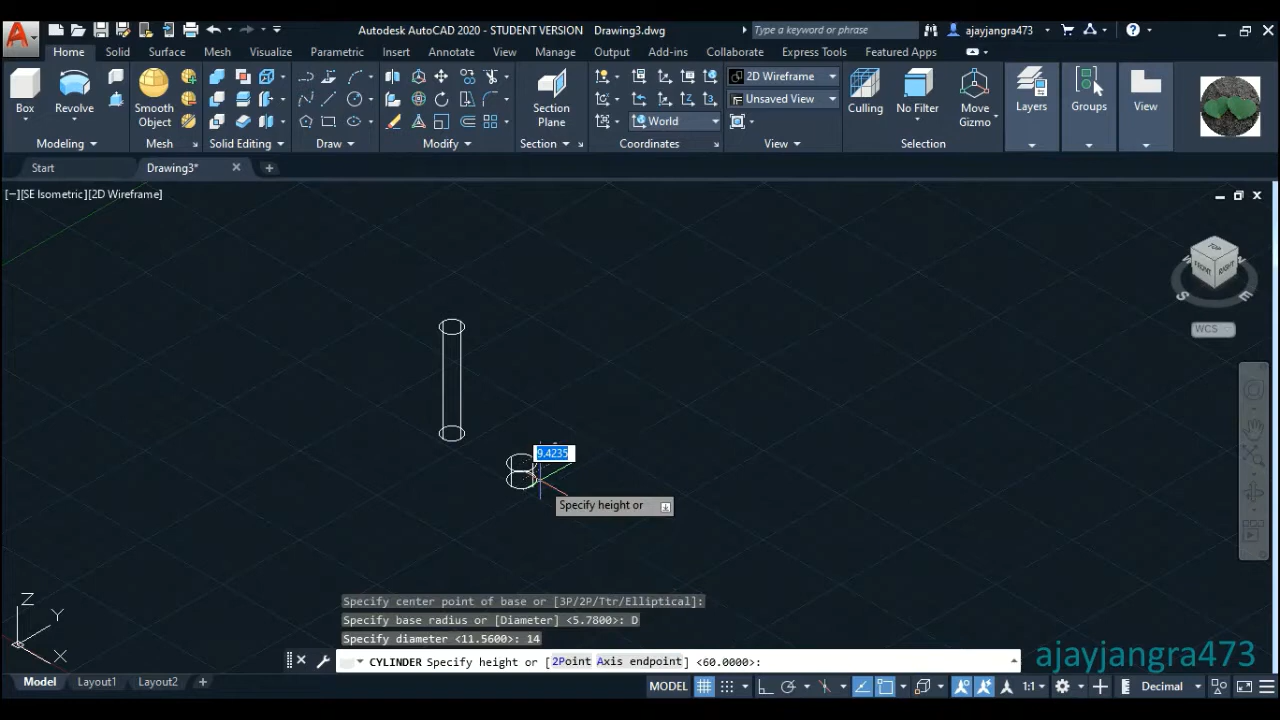 Autodesk AutoCAD 2020 - STUDENT VERSION Drawing3.dwg
Type a keyword or phrase
ajayjangra473
Home Solid Surface Mesh Visualize Parametric Insert Annotate View Manage Output Add-ins Collaborate Express Tools Featured Apps
Box
Revolve
Smooth
Object
Section
Plane
2D Wireframe
Unsaved View
World
Culling
No Filter
Move
Gizmo
Layers
Groups
View
Modeling
Mesh
Solid Editing
Draw
Modify
Section
Coordinates
View
Selection
Start
Drawing3*
[−][SE Isometric][2D Wireframe]
TOP
FRONT
RIGHT
W
N
S
E
WCS
9.4235
Specify height or
Z
Y
X
Specify center point of base or [3P/2P/Ttr/Elliptical]:
Specify base radius or [Diameter] <5.7800>: D
Specify diameter <11.5600>: 14
CYLINDER Specify height or [2Point Axis endpoint] <60.0000>:
ajayjangra473
Model Layout1 Layout2
MODEL
1:1
Decimal